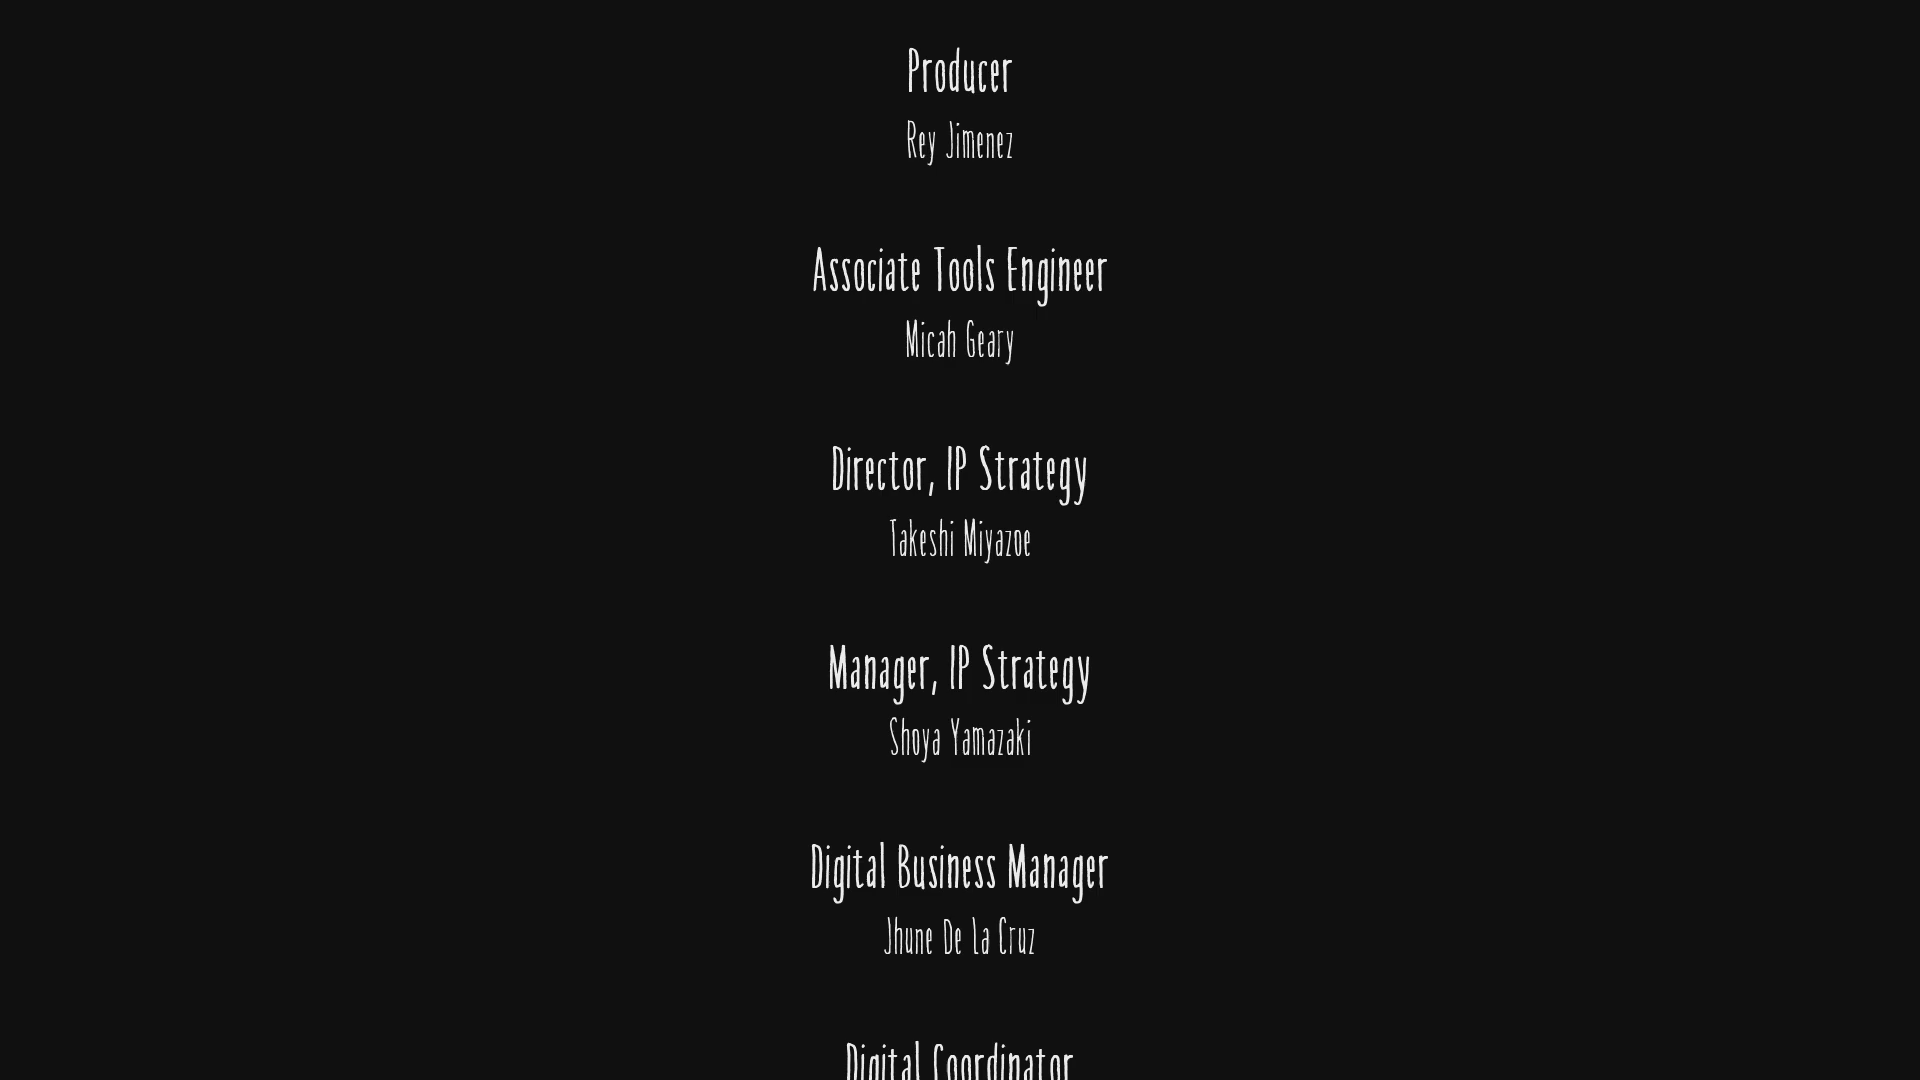 Producer
Rey Jimenez
Associate Tools Engineer
Micah Geary
Director, IP Strategy
Takeshi Miyazoe
Manager, IP Strategy
Shoya Yamazaki
Digital Business Manager
Jhune De La Cruz
Digital Coordinator